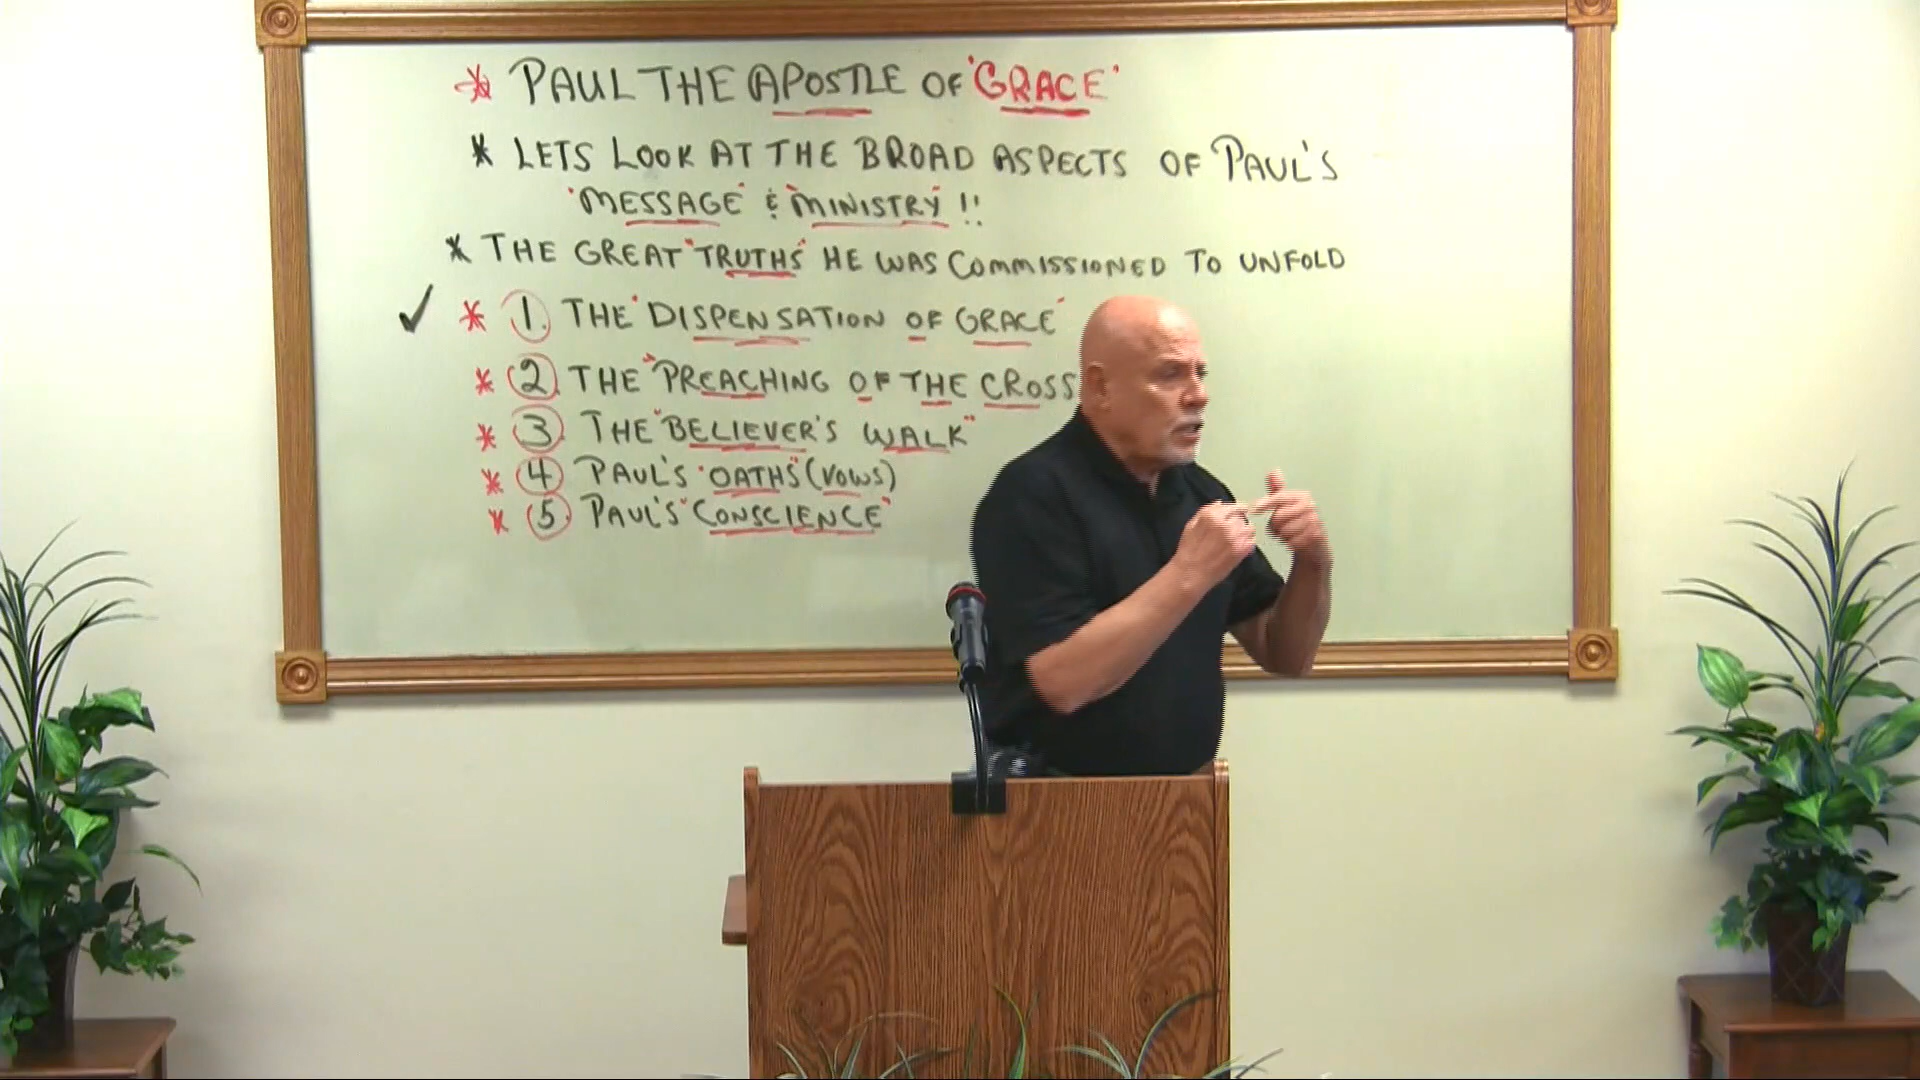 * PAUL THE APOSTLE OF "GRACE"
* LETS LOOK AT THE BROAD ASPECTS OF PAUL'S
"MESSAGE" & "MINISTRY"!!
* THE GREAT "TRUTHS" HE WAS COMMISSIONED TO UNFOLD
✓ * 1. THE "DISPENSATION OF GRACE"
* 2. THE "PREACHING OF THE CROSS
* 3. THE "BELIEVER'S WALK"
* 4. PAUL'S "OATHS" (VOWS)
* 5. PAUL'S "CONSCIENCE"